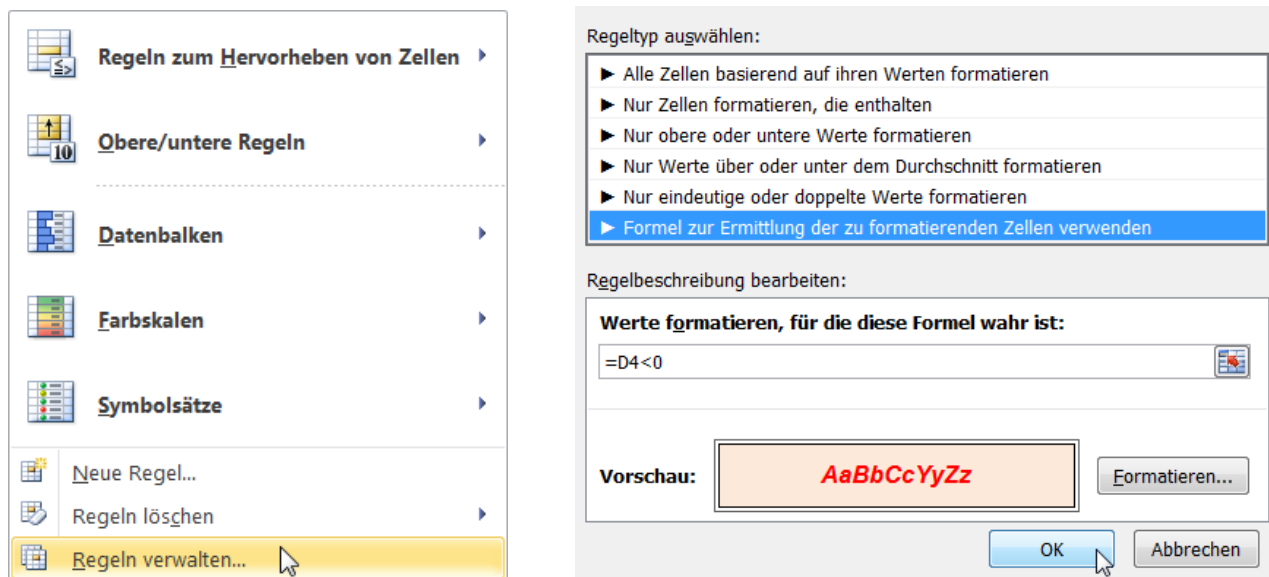 Regeln zum Hervorheben von Zellen
Obere/untere Regeln
10
Datenbalken
Farbskalen
Symbolsätze
Neue Regel...
Regeln löschen
Regeln verwalten...
Regeltyp auswählen:
► Alle Zellen basierend auf ihren Werten formatieren
► Nur Zellen formatieren, die enthalten
► Nur obere oder untere Werte formatieren
► Nur Werte über oder unter dem Durchschnitt formatieren
► Nur eindeutige oder doppelte Werte formatieren
► Formel zur Ermittlung der zu formatierenden Zellen verwenden
Regelbeschreibung bearbeiten:
Werte formatieren, für die diese Formel wahr ist:
=D4<0
Vorschau: AaBbCcYyZz Formatieren...
OK Abbrechen